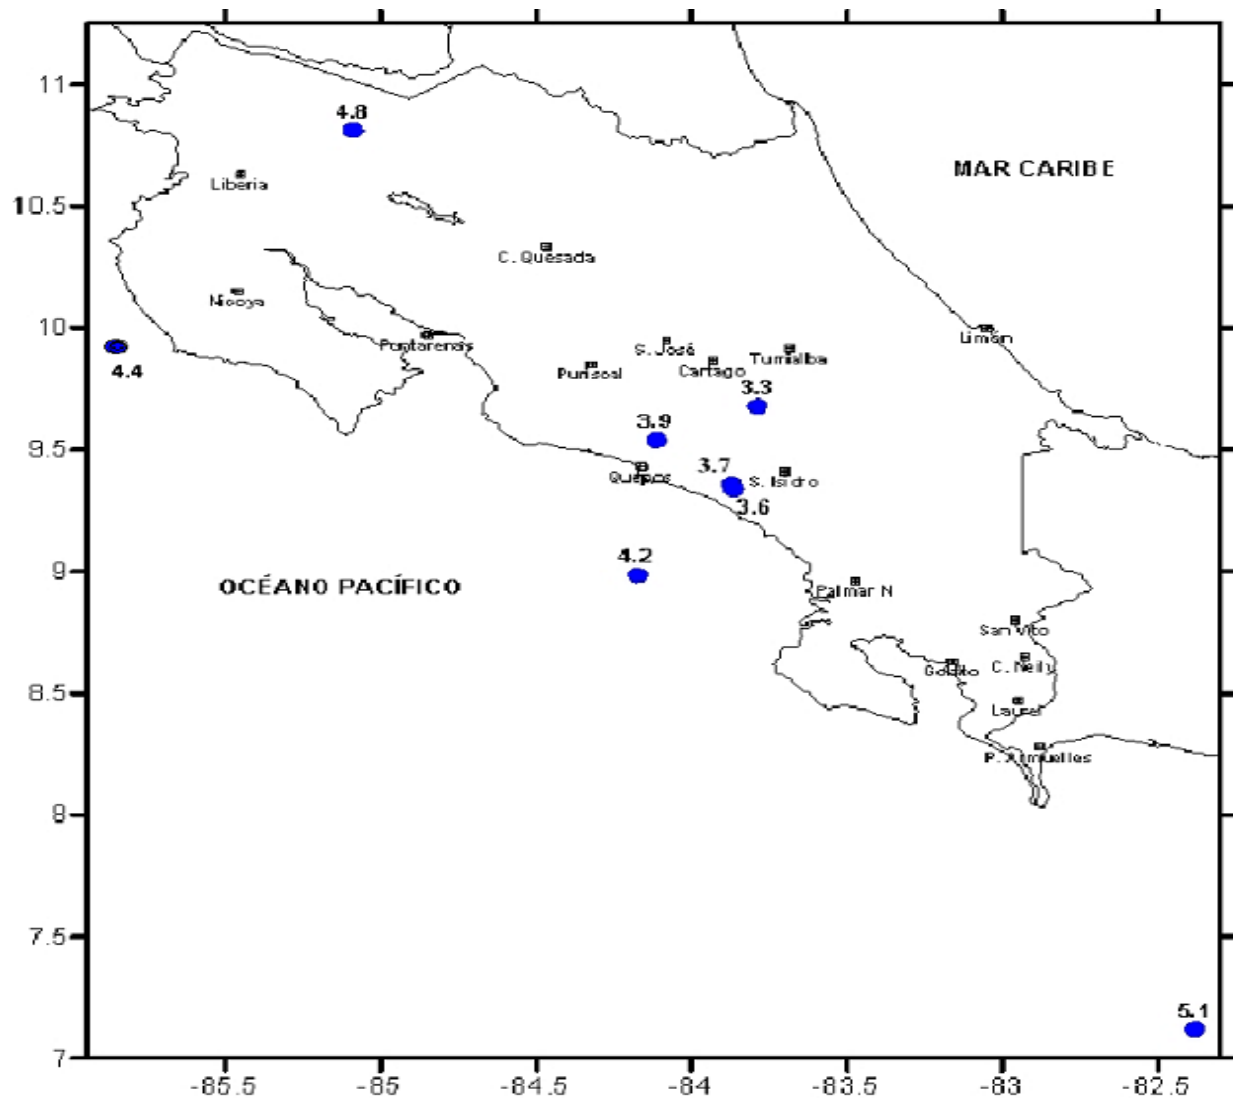 11
4.8
MAR CARIBE
Liberia
10.5
C. Quesada
Nicoya
10
Puntarenas
S. José
Turrialba
Limón
4.4
Puriscal
Cartago
3.3
3.9
9.5
3.7
Quepos
S. Isidro
3.6
4.2
9
OCÉANO PACÍFICO
Palmar N
San Vito
Golfito
C. Neily
8.5
Laurel
P. Armuelles
8
7.5
5.1
7
-85.5
-85
-84.5
-84
-83.5
-83
-82.5